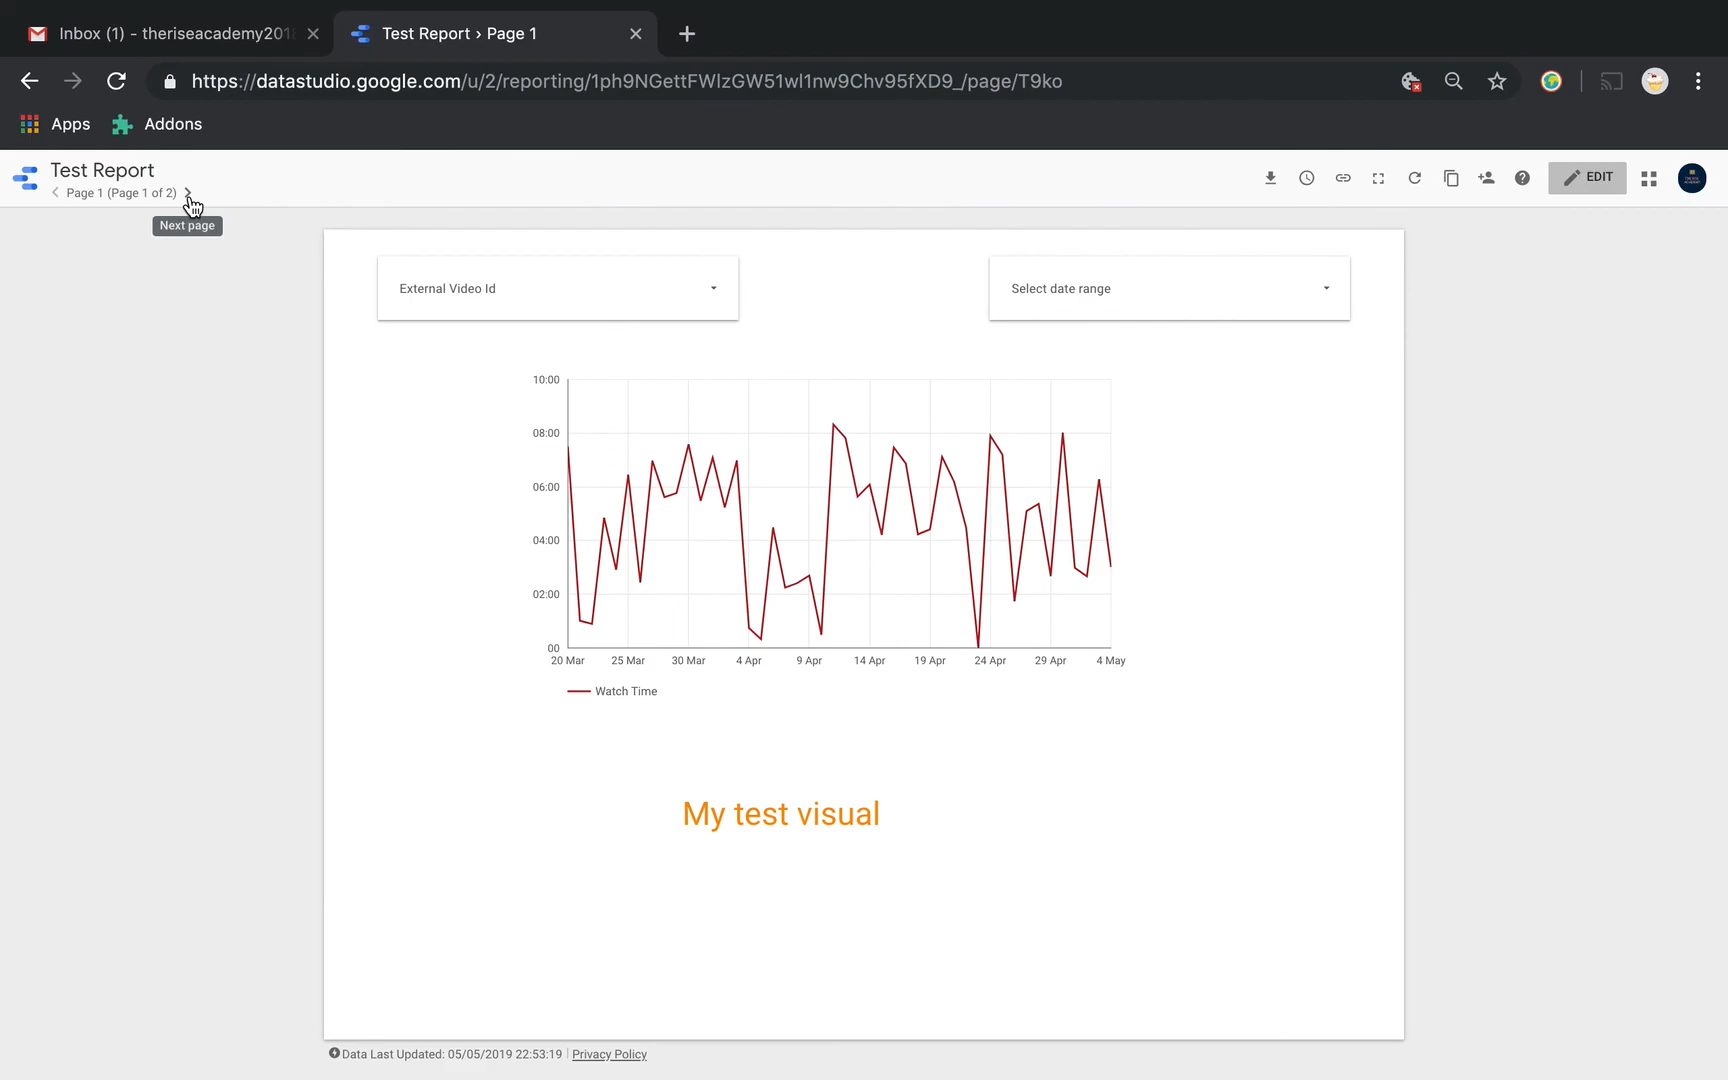 Inbox (1) - theriseacademy201
Test Report › Page 1
https://datastudio.google.com/u/2/reporting/1ph9NGettFWIzGW51wl1nw9Chv95fXD9_/page/T9ko
Apps
Addons
Test Report
Page 1 (Page 1 of 2)
EDIT
Next page
External Video Id
Select date range
10:00
08:00
06:00
04:00
02:00
00
20 Mar 25 Mar 30 Mar 4 Apr 9 Apr 14 Apr 19 Apr 24 Apr 29 Apr 4 May
Watch Time
My test visual
Data Last Updated: 05/05/2019 22:53:19 | Privacy Policy